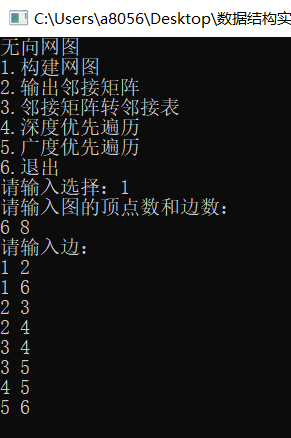 C:\Users\a8056\Desktop\数据结构实
无向网图
1.构建网图
2.输出邻接矩阵
3.邻接矩阵转邻接表
4.深度优先遍历
5.广度优先遍历
6.退出
请输入选择：1
请输入图的顶点数和边数：
6 8
请输入边：
1 2
1 6
2 3
2 4
3 4
3 5
4 5
5 6